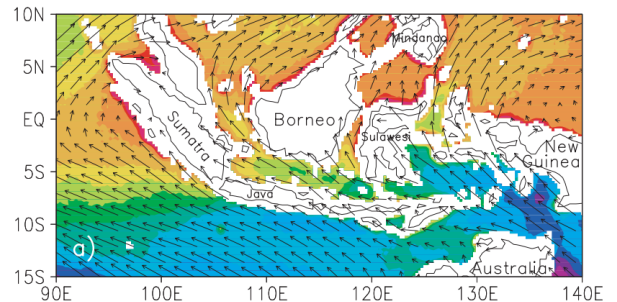 10N
Mindanao
5N
EQ
Borneo
Sumatra
Sulawesi
New
Guinea
5S
Java
10S
a)
Australia
15S
90E 100E 110E 120E 130E 140E